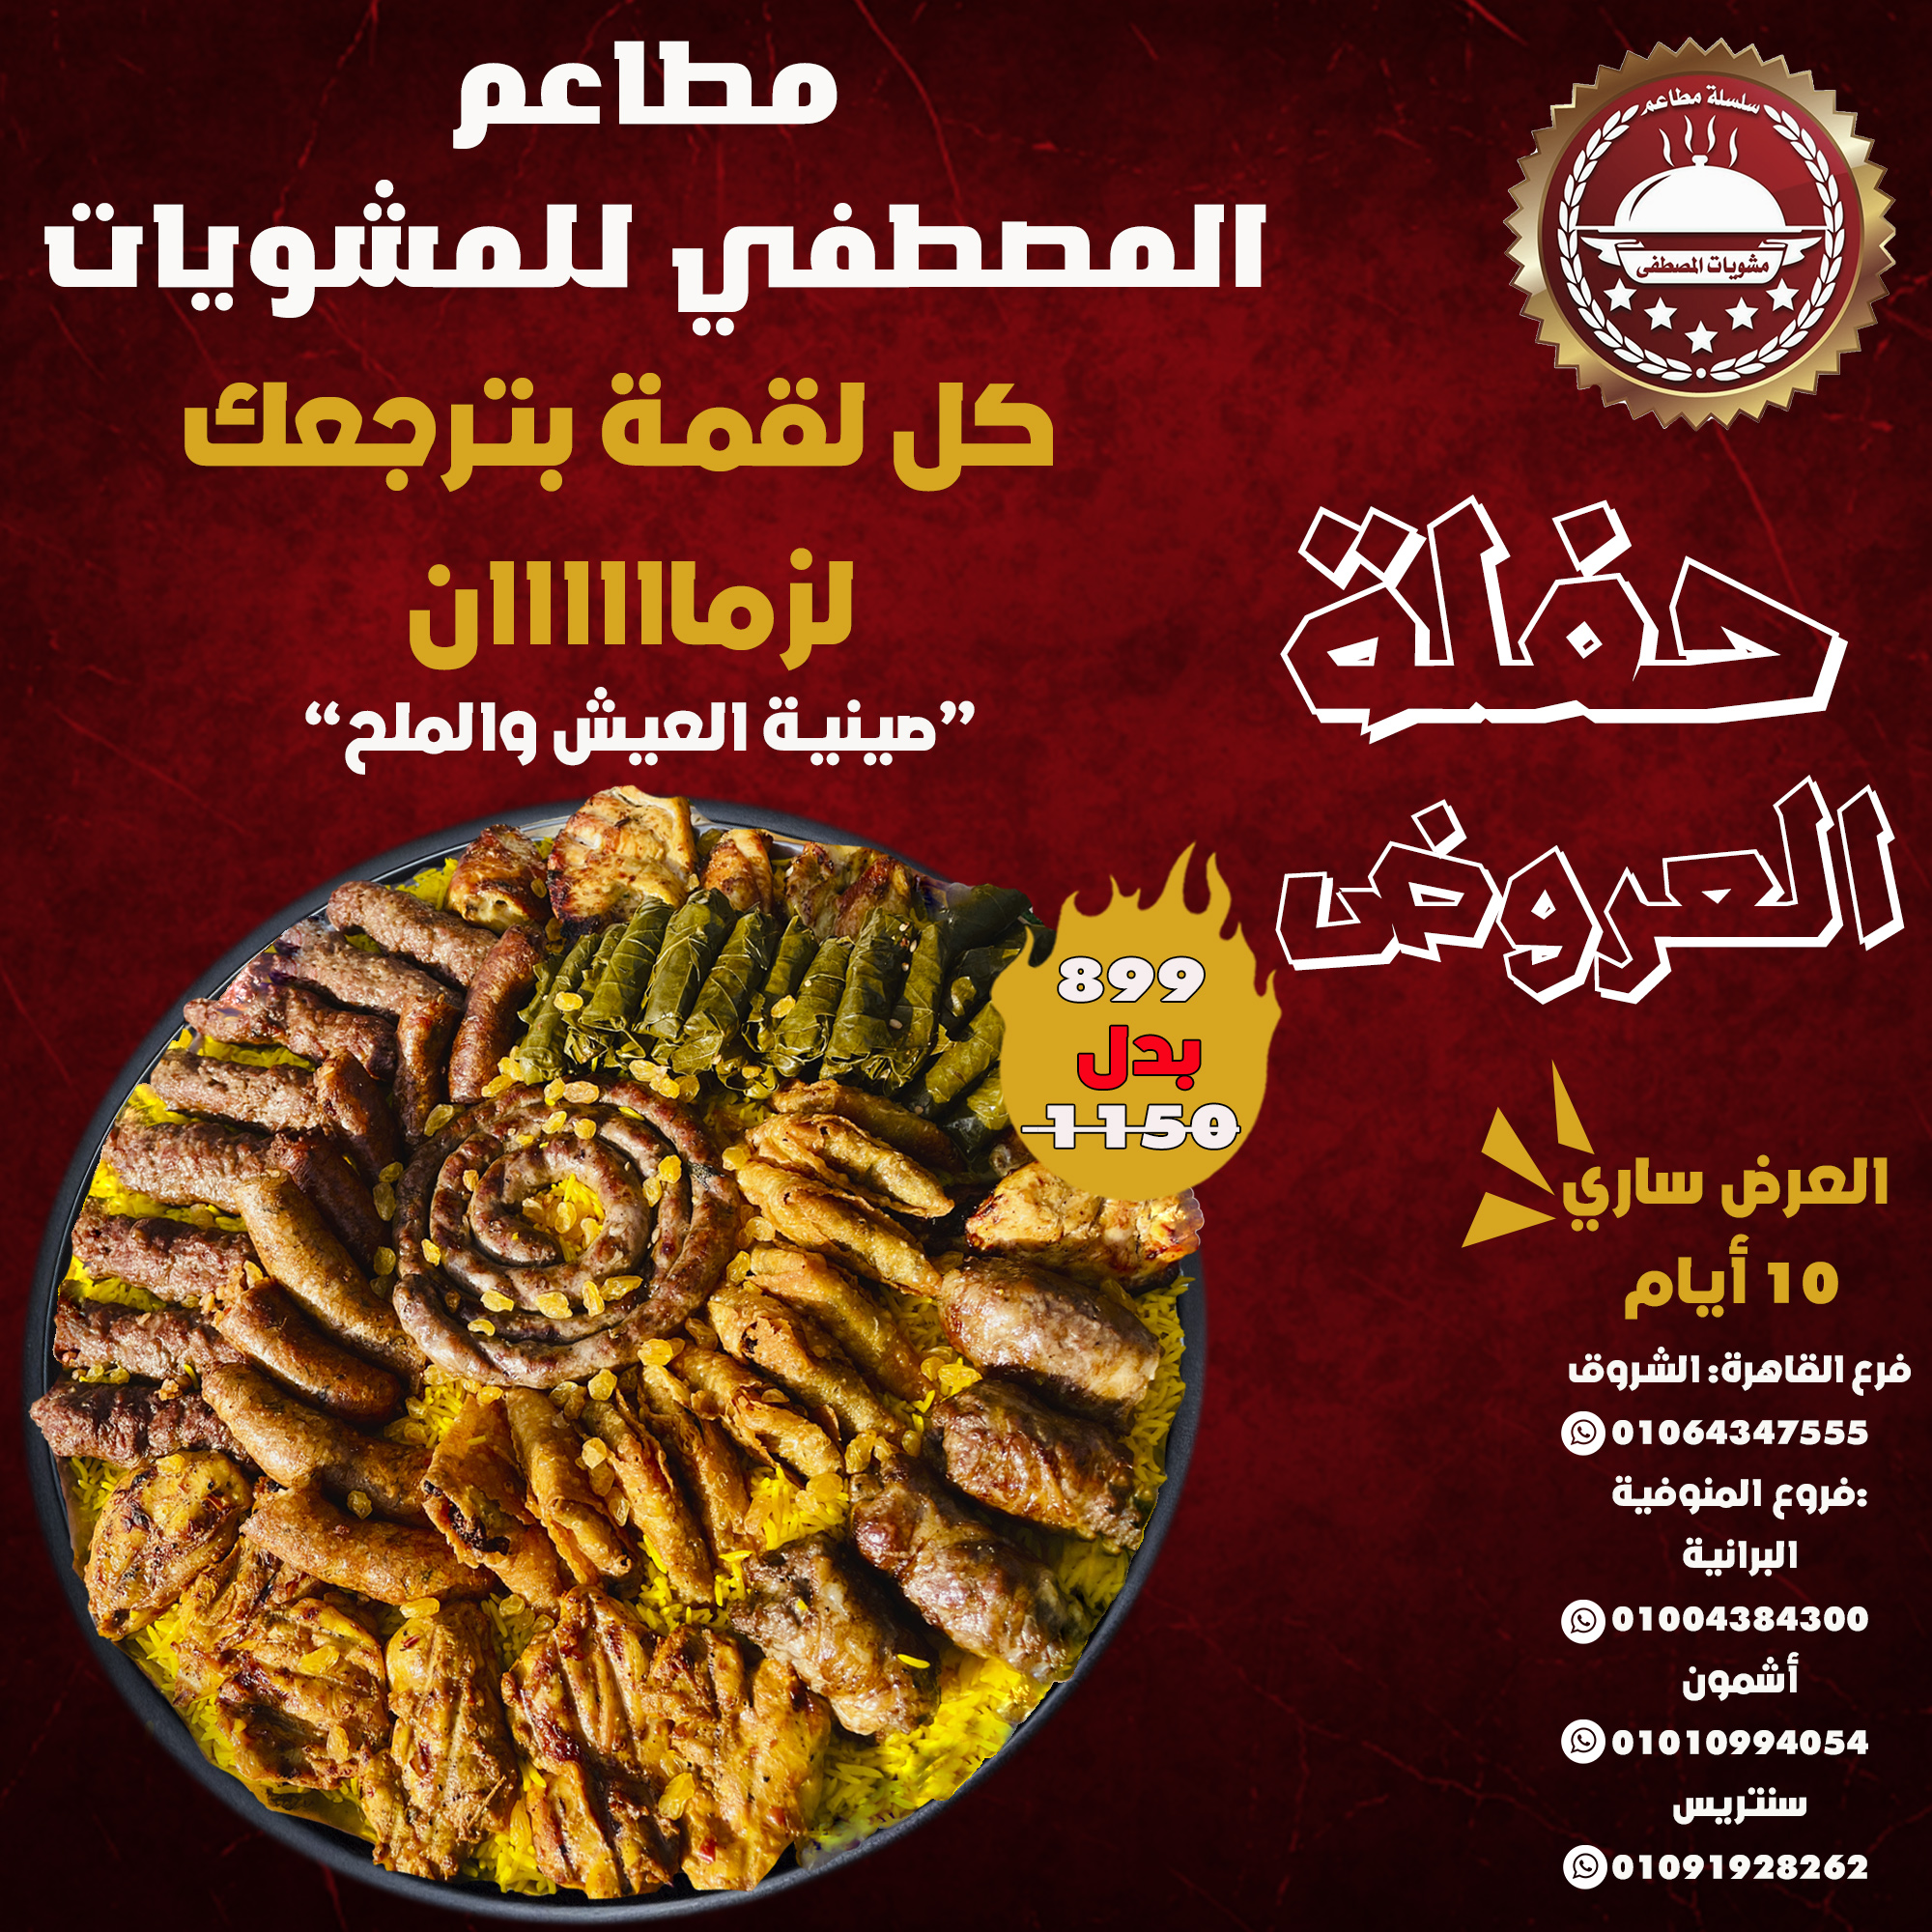 مطاعم
المصطفي للمشويات
كل لقمة بترجعك
لزماااااان
”صينية العيش والملح“
سلسلة مطاعم
مشويات المصطفى
حفلة
العروض
899
بدل
1150
العرض ساري
10 أيام
فرع القاهرة: الشروق
01064347555
فروع المنوفية:
البرانية
01004384300
أشمون
01010994054
سنتريس
01091928262